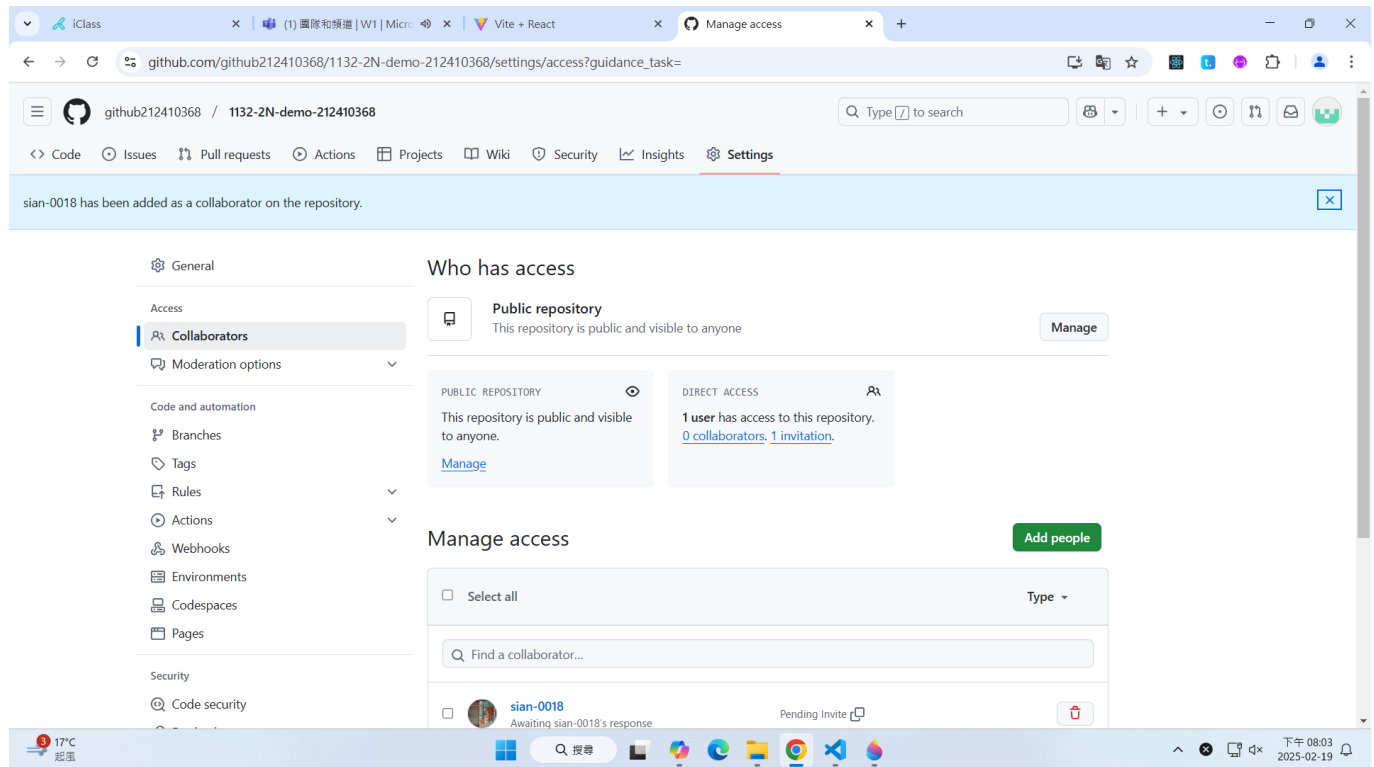 iClass
(1) 團隊和頻道 | W1 | Micro
Vite + React
Manage access
github.com/github212410368/1132-2N-demo-212410368/settings/access?guidance_task=
github212410368 / 1132-2N-demo-212410368
Type / to search
Code Issues Pull requests Actions Projects Wiki Security Insights Settings
sian-0018 has been added as a collaborator on the repository.
General
Access
Collaborators
Moderation options
Code and automation
Branches
Tags
Rules
Actions
Webhooks
Environments
Codespaces
Pages
Security
Code security
Who has access
Public repository
This repository is public and visible to anyone
Manage
PUBLIC REPOSITORY
This repository is public and visible
to anyone.
Manage
DIRECT ACCESS
1 user has access to this repository.
0 collaborators. 1 invitation.
Manage access
Add people
Select all
Type
Find a collaborator...
sian-0018
Awaiting sian-0018's response
Pending Invite
3
17°C
起風
搜尋
下午 08:03
2025-02-19